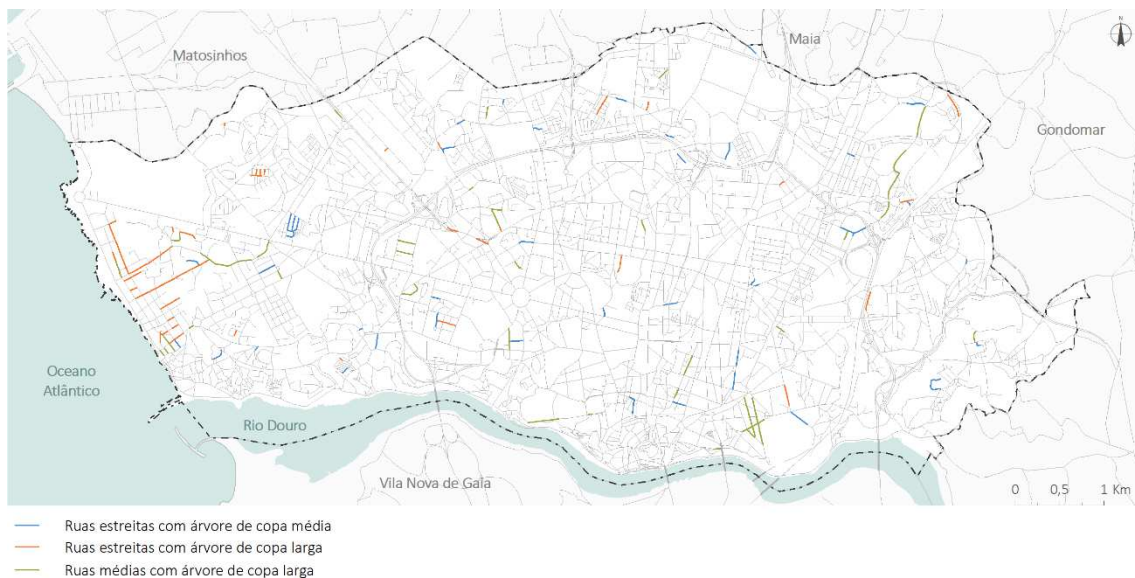 Matosinhos
Maia
N
Gondomar
Oceano
Atlântico
Rio Douro
Vila Nova de Gaia
0 0,5 1 Km
Ruas estreitas com árvore de copa média
Ruas estreitas com árvore de copa larga
Ruas médias com árvore de copa larga